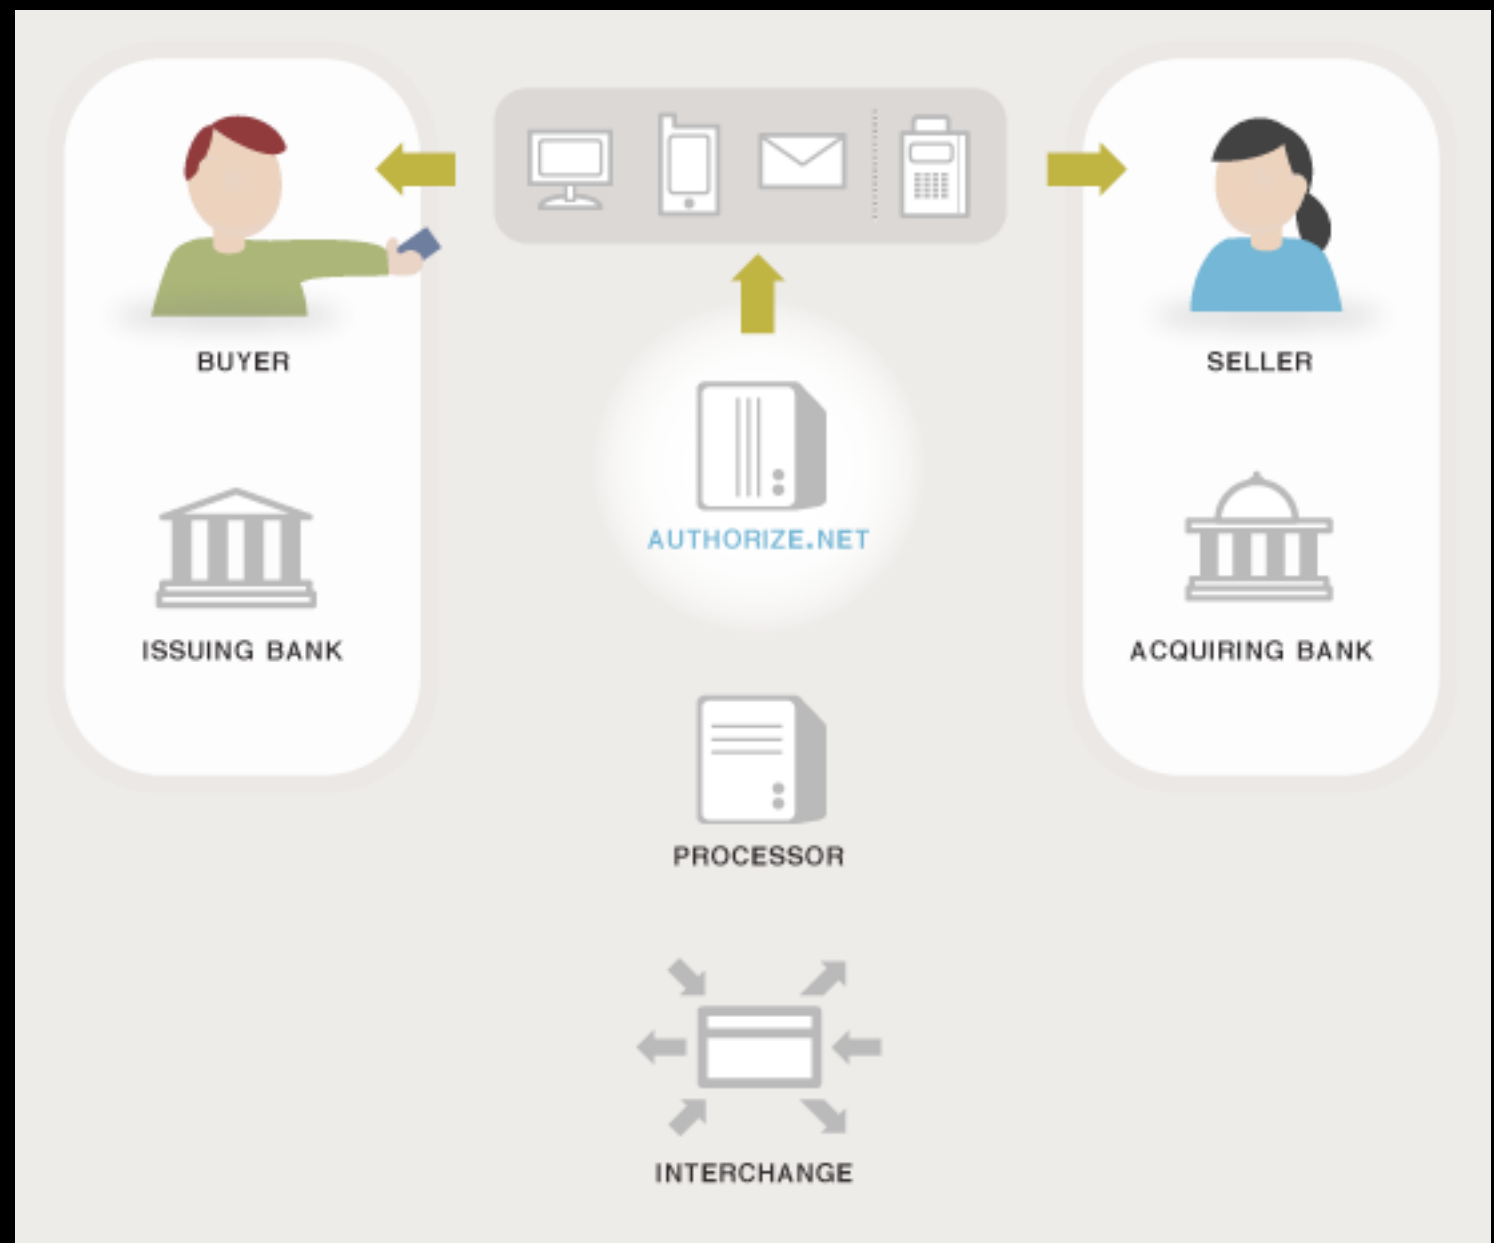 BUYER
SELLER
AUTHORIZE.NET
ISSUING BANK
ACQUIRING BANK
PROCESSOR
INTERCHANGE